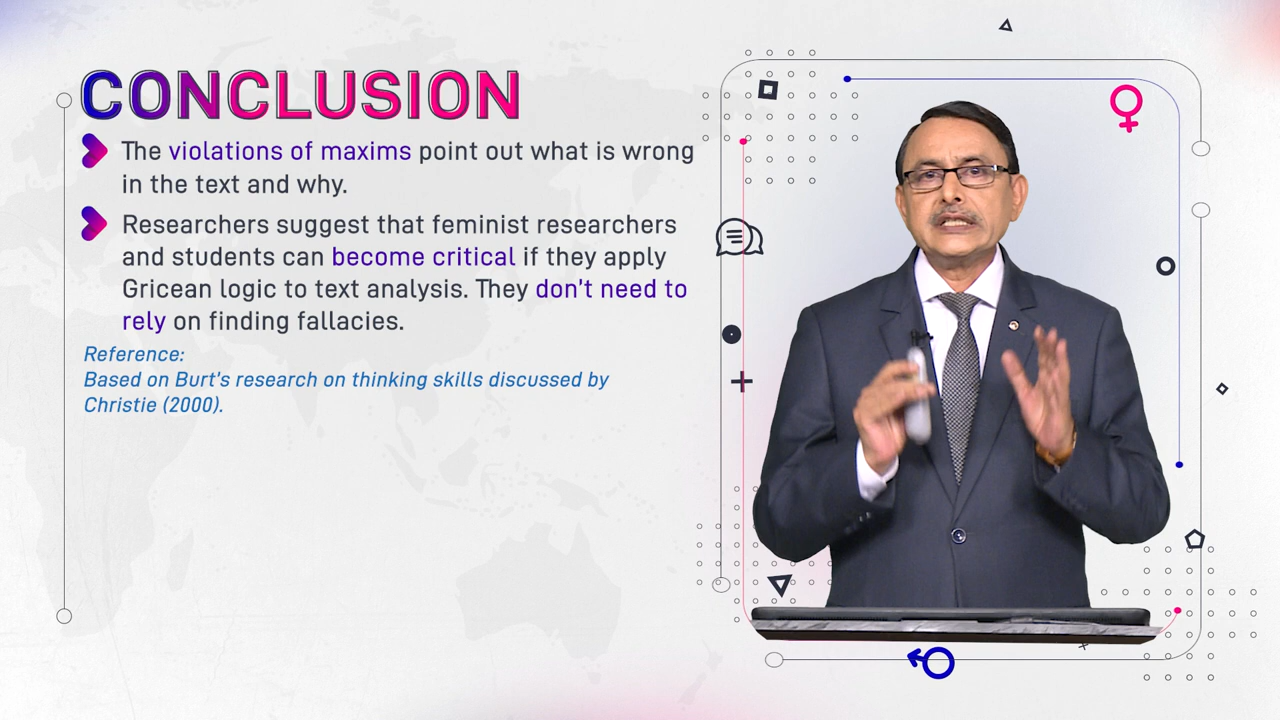 CONCLUSION
The violations of maxims point out what is wrong
in the text and why.
Researchers suggest that feminist researchers
and students can become critical if they apply
Gricean logic to text analysis. They don't need to
rely on finding fallacies.
Reference:
Based on Burt's research on thinking skills discussed by
Christie (2000).